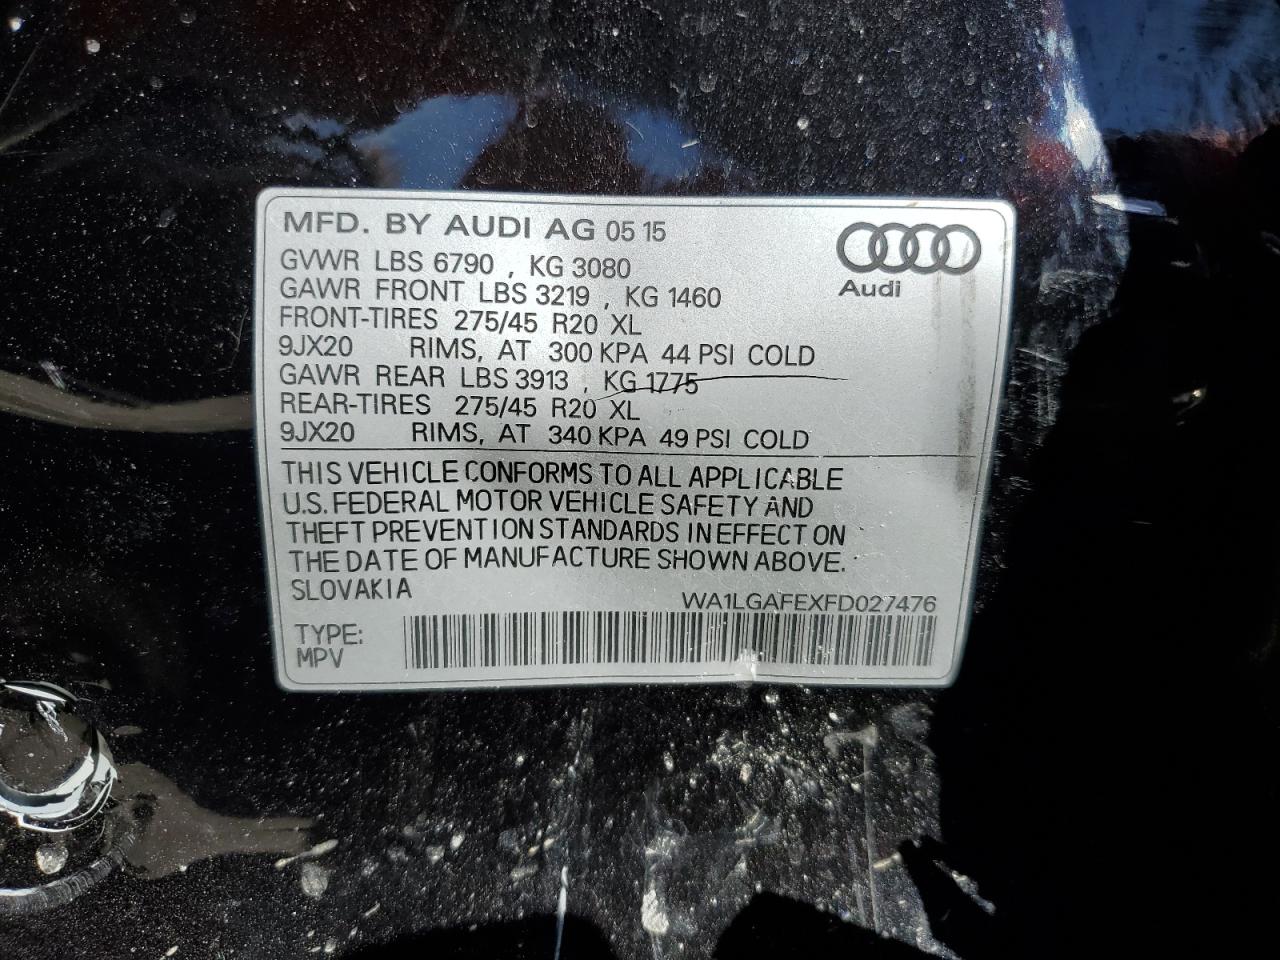 MFD. BY AUDI AG 05 15
GVWR LBS 6790 , KG 3080
GAWR FRONT LBS 3219 , KG 1460
FRONT-TIRES 275/45 R20 XL
9JX20 RIMS, AT 300 KPA 44 PSI COLD
GAWR REAR LBS 3913 , KG 1775
REAR-TIRES 275/45 R20 XL
9JX20 RIMS, AT 340 KPA 49 PSI COLD
Audi
THIS VEHICLE CONFORMS TO ALL APPLICABLE
U.S. FEDERAL MOTOR VEHICLE SAFETY AND
THEFT PREVENTION STANDARDS IN EFFECT ON
THE DATE OF MANUFACTURE SHOWN ABOVE.
SLOVAKIA
WA1LGAFEXFD027476
TYPE:
MPV